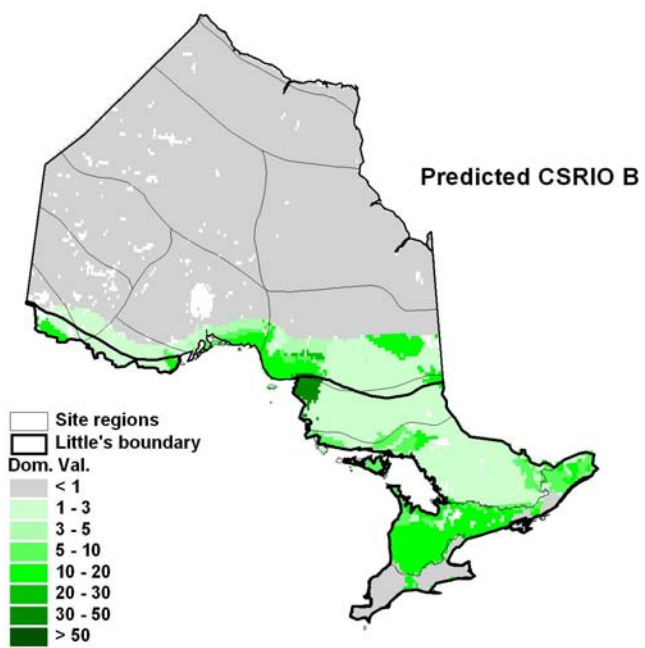 Predicted CSRIO B
Site regions
Little's boundary
Dom. Val.
< 1
1 - 3
3 - 5
5 - 10
10 - 20
20 - 30
30 - 50
> 50